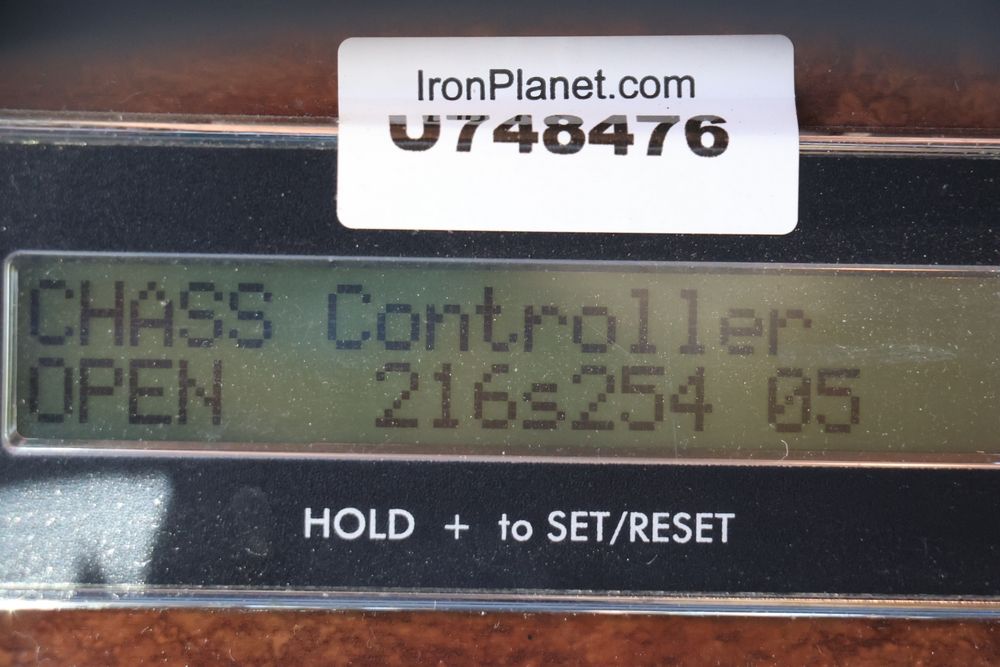 IronPlanet.com
U748476
CHASS Controller
OPEN 216s254 05
HOLD + to SET/RESET